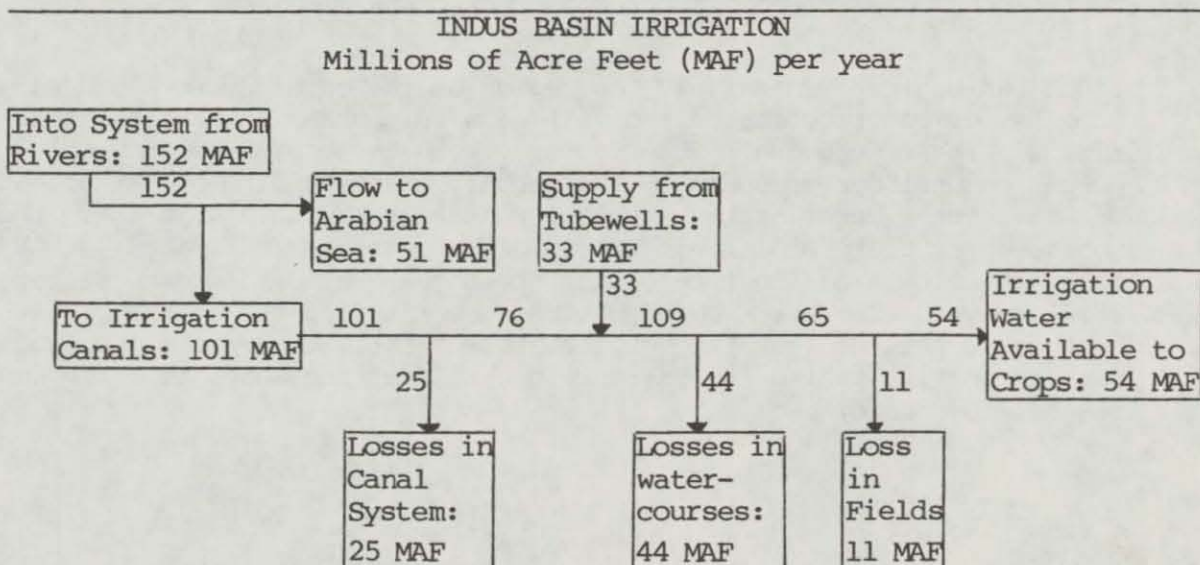 INDUS BASIN IRRIGATION
Millions of Acre Feet (MAF) per year
Into System from
Rivers: 152 MAF
152
Flow to
Arabian
Sea: 51 MAF
Supply from
Tubewells:
33 MAF
33
To Irrigation
Canals: 101 MAF
101 76 109 65 54
Irrigation
Water
Available to
Crops: 54 MAF
25 44 11
Losses in
Canal
System:
25 MAF
Losses in
water-
courses:
44 MAF
Loss
in
Fields
11 MAF